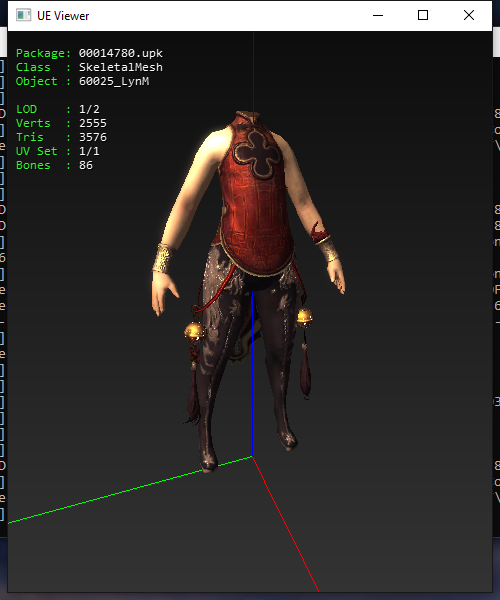 UE Viewer
Package: 00014780.upk
Class : SkeletalMesh
Object : 60025_LynM
LOD : 1/2
Verts : 2555
Tris : 3576
UV Set : 1/1
Bones : 86